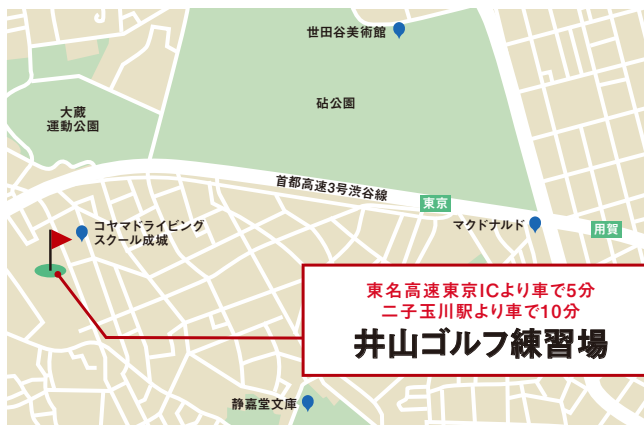 世田谷美術館
砧公園
大蔵
運動公園
首都高速3号渋谷線
東京
マクドナルド
用賀
コヤマドライビング
スクール成城
東名高速東京ICより車で5分
二子玉川駅より車で10分
井山ゴルフ練習場
静嘉堂文庫